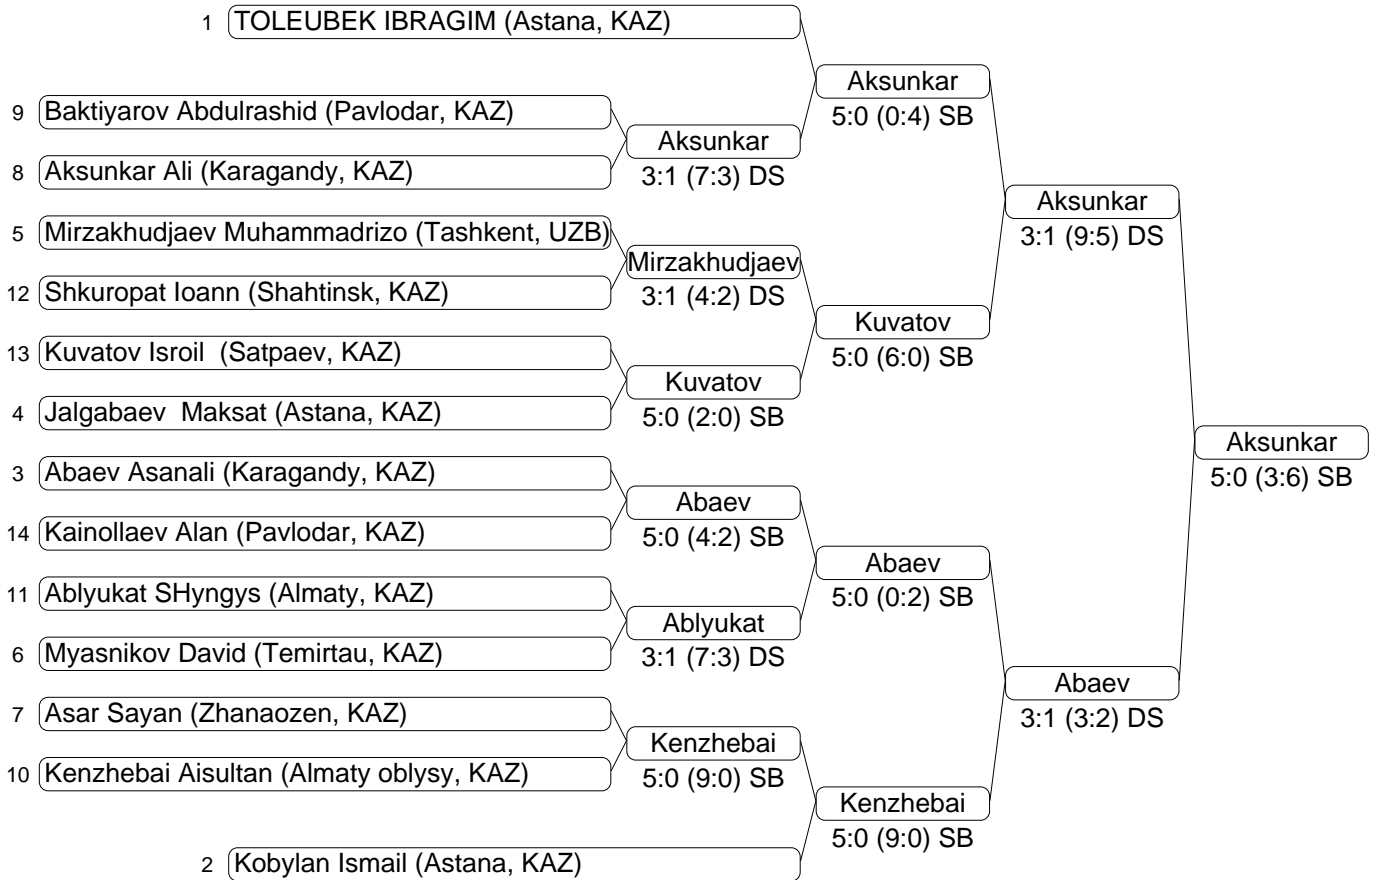 1 TOLEUBEK IBRAGIM (Astana, KAZ)
Aksunkar
5:0 (0:4) SB
9 Baktiyarov Abdulrashid (Pavlodar, KAZ)
Aksunkar
3:1 (7:3) DS
8 Aksunkar Ali (Karagandy, KAZ)
Aksunkar
3:1 (9:5) DS
5 Mirzakhudjaev Muhammadrizo (Tashkent, UZB)
Mirzakhudjaev
3:1 (4:2) DS
12 Shkuropat Ioann (Shahtinsk, KAZ)
Kuvatov
5:0 (6:0) SB
13 Kuvatov Isroil (Satpaev, KAZ)
Kuvatov
5:0 (2:0) SB
4 Jalgabaev Maksat (Astana, KAZ)
Aksunkar
5:0 (3:6) SB
3 Abaev Asanali (Karagandy, KAZ)
Abaev
5:0 (4:2) SB
14 Kainollaev Alan (Pavlodar, KAZ)
Abaev
5:0 (0:2) SB
11 Ablyukat SHyngys (Almaty, KAZ)
Ablyukat
3:1 (7:3) DS
6 Myasnikov David (Temirtau, KAZ)
Abaev
3:1 (3:2) DS
7 Asar Sayan (Zhanaozen, KAZ)
Kenzhebai
5:0 (9:0) SB
10 Kenzhebai Aisultan (Almaty oblysy, KAZ)
Kenzhebai
5:0 (9:0) SB
2 Kobylan Ismail (Astana, KAZ)